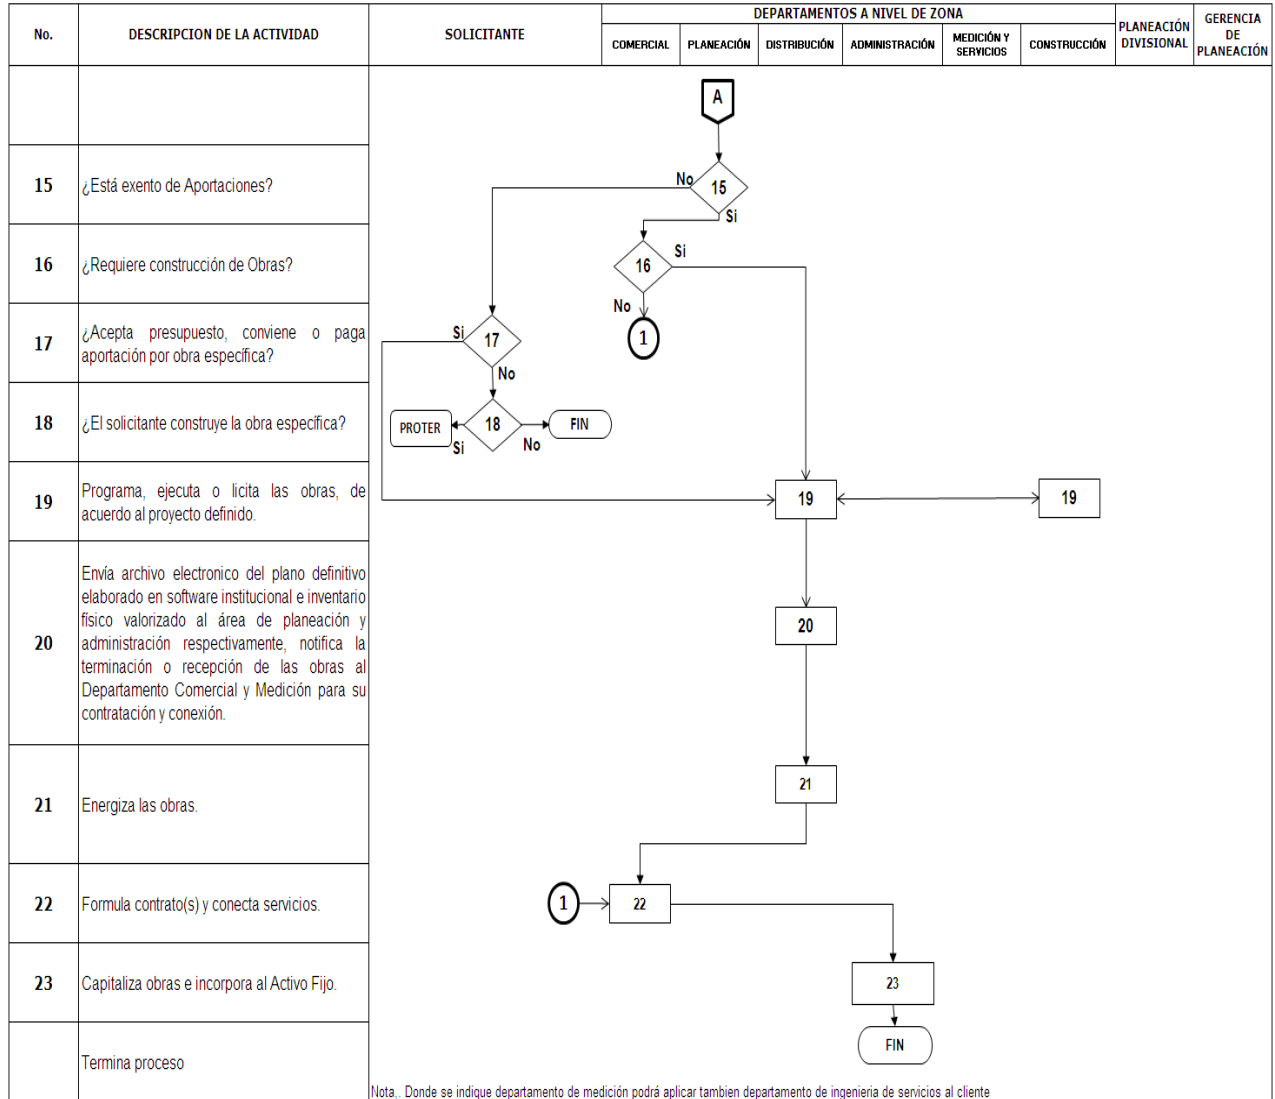 No.
DESCRIPCION DE LA ACTIVIDAD
SOLICITANTE
DEPARTAMENTOS A NIVEL DE ZONA
COMERCIAL
PLANEACIÓN
DISTRIBUCIÓN
ADMINISTRACIÓN
MEDICIÓN Y
SERVICIOS
CONSTRUCCIÓN
PLANEACIÓN
DIVISIONAL
GERENCIA
DE
PLANEACIÓN
A
15
¿Está exento de Aportaciones?
No
15
Si
16
¿Requiere construcción de Obras?
16
Si
No
1
17
¿Acepta presupuesto, conviene o paga
aportación por obra específica?
Si
17
No
18
¿El solicitante construye la obra específica?
PROTER
Si
18
No
FIN
19
Programa, ejecuta o licita las obras, de
acuerdo al proyecto definido.
19
19
20
Envía archivo electronico del plano definitivo
elaborado en software institucional e inventario
físico valorizado al área de planeación y
administración respectivamente, notifica la
terminación o recepción de las obras al
Departamento Comercial y Medición para su
contratación y conexión.
20
21
Energiza las obras.
21
22
Formula contrato(s) y conecta servicios.
1
22
23
Capitaliza obras e incorpora al Activo Fijo.
23
Termina proceso
FIN
Nota,. Donde se indique departamento de medición podrá aplicar tambien departamento de ingenieria de servicios al cliente